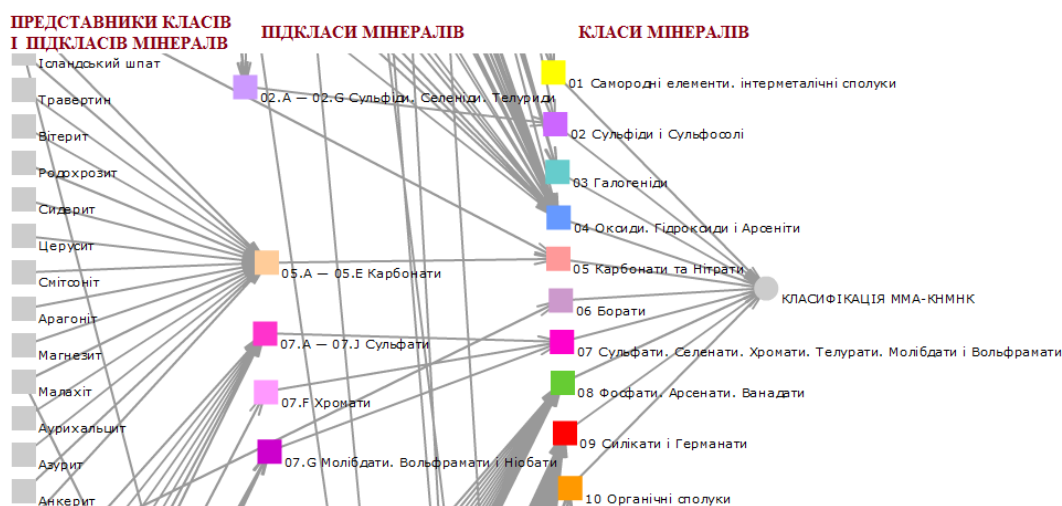 ПРЕДСТАВНИКИ КЛАСІВ
І ПІДКЛАСІВ МІНЕРАЛВ
ПІДКЛАСИ МІНЕРАЛІВ
КЛАСИ МІНЕРАЛІВ
Ісландський шпат
Травертин
Вітерит
Родохрозит
Сидерит
Церусит
Смітсоніт
Арагоніт
Магнезит
Малахіт
Аурихальцит
Азурит
Анкерит
02.A — 02.G Сульфіди. Селеніди. Телуриди
05.A — 05.E Карбонати
07.A — 07.J Сульфати
07.F Хромати
07.G Молібдати. Вольфрамати і Ніобати
01 Самородні елементи. інтерметалічні сполуки
02 Сульфіди і Сульфосолі
03 Галогеніди
04 Оксиди. Гідроксиди і Арсеніти
05 Карбонати та Нітрати
06 Борати
07 Сульфати. Селенати. Хромати. Телурати. Молібдати і Вольфрамати
08 Фосфати. Арсенати. Ванадати
09 Силікати і Германати
10 Органічні сполуки
КЛАСИФІКАЦІЯ ММА-КНМНК